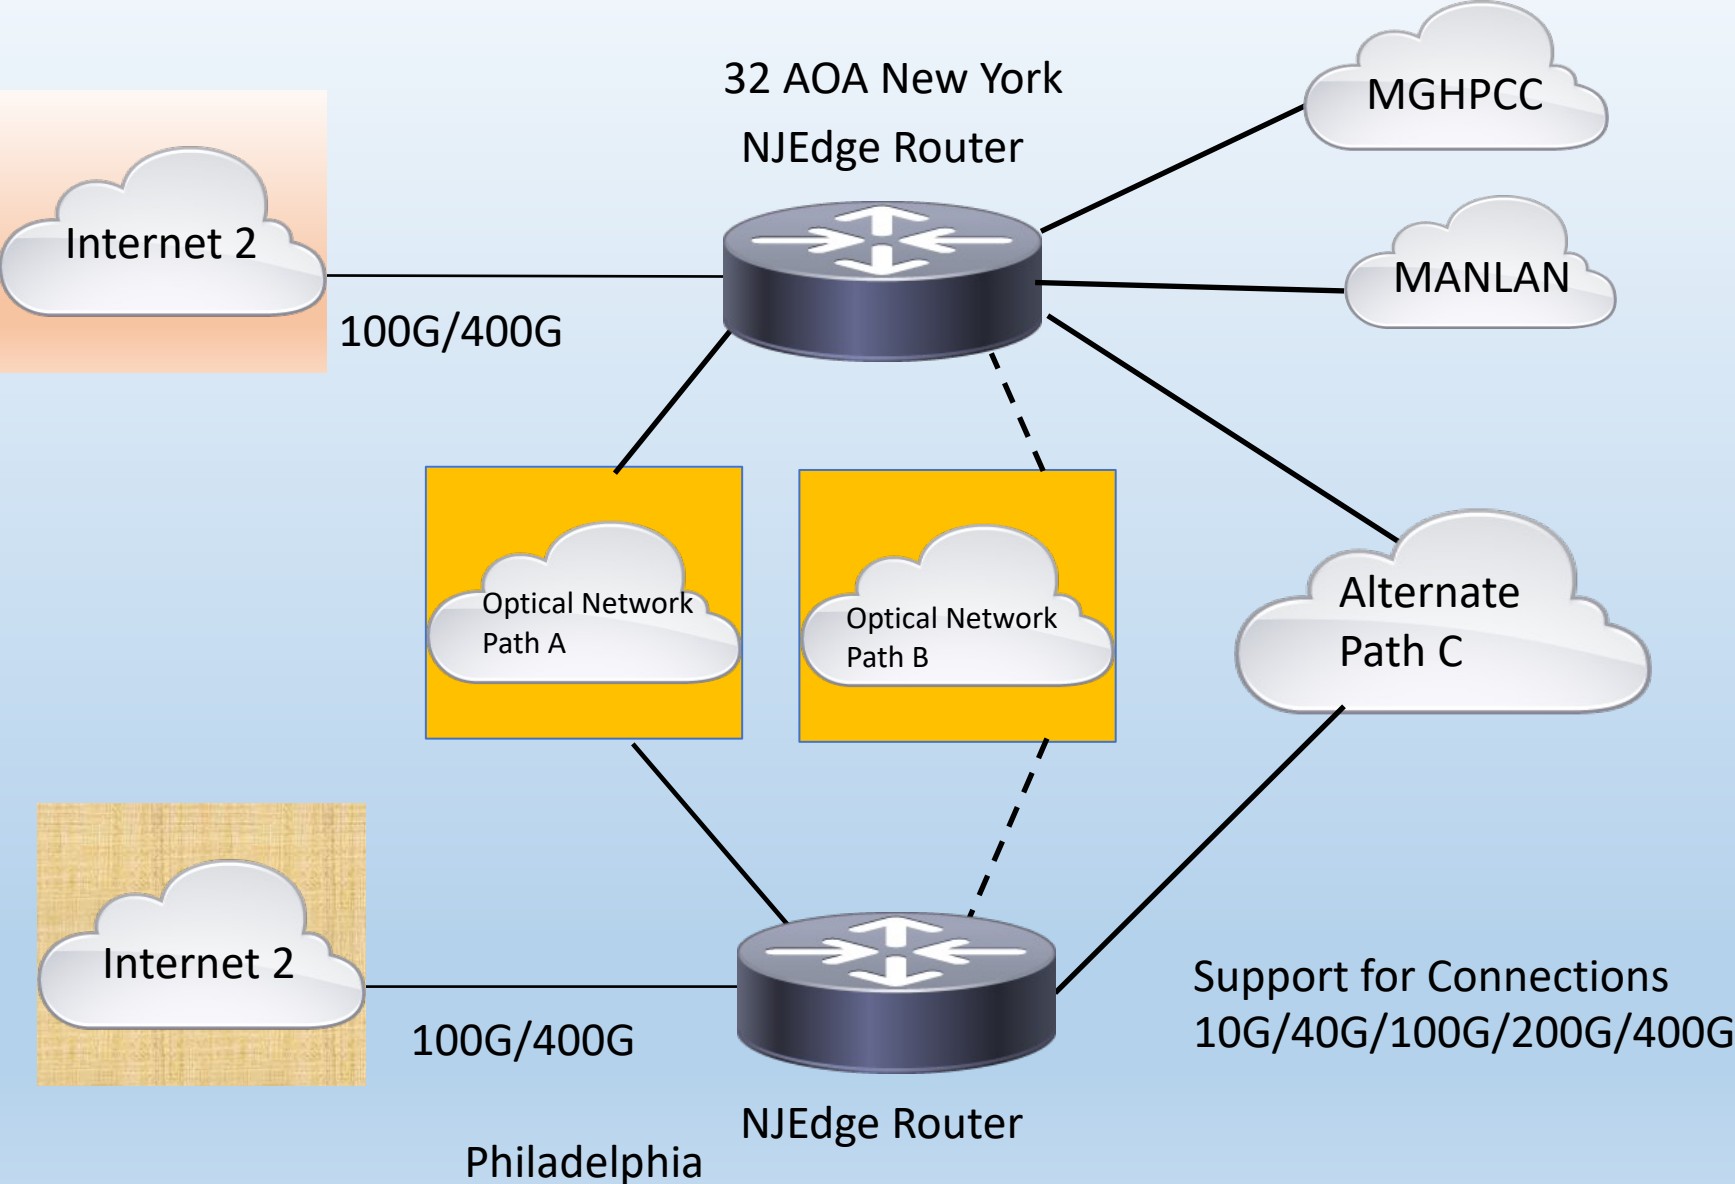 32 AOA New York
NJEdge Router
MGHPCC
Internet 2
MANLAN
100G/400G
Optical Network
Path A
Optical Network
Path B
Alternate
Path C
Internet 2
100G/400G
Support for Connections
10G/40G/100G/200G/400G
NJEdge Router
Philadelphia